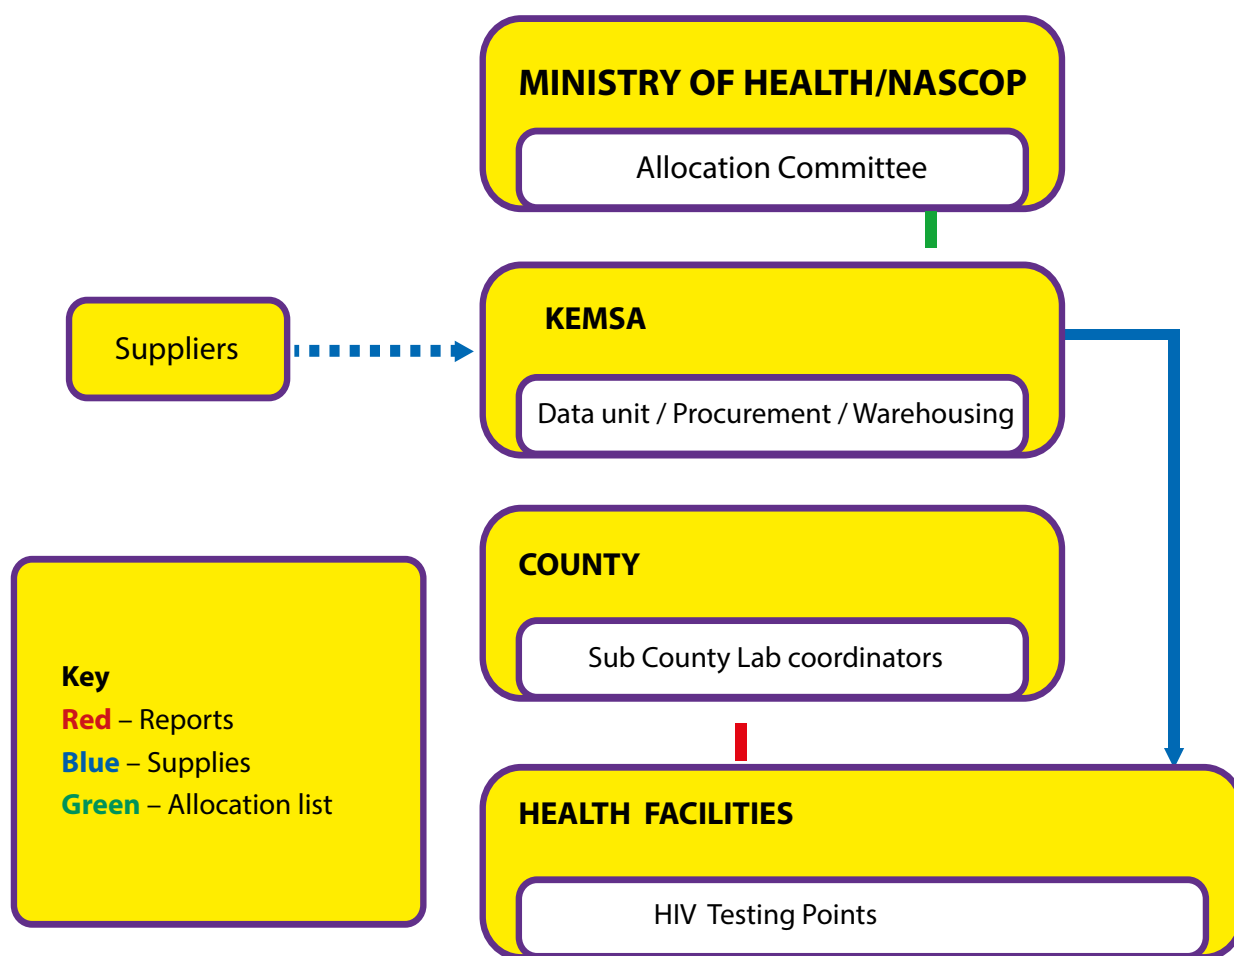 MINISTRY OF HEALTH/NASCOP
Allocation Committee
Suppliers
KEMSA
Data unit / Procurement / Warehousing
COUNTY
Sub County Lab coordinators
Key
Red – Reports
Blue – Supplies
Green – Allocation list
HEALTH FACILITIES
HIV Testing Points